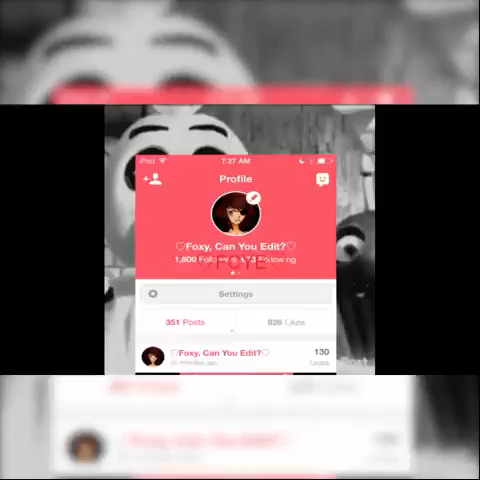 iPod 7:27 AM
Profile
♡Foxy, Can You Edit?♡
1,800
♡FOYE♡
Settings
351 Posts 826 Likes
♡Foxy, Can You Edit?♡ 130